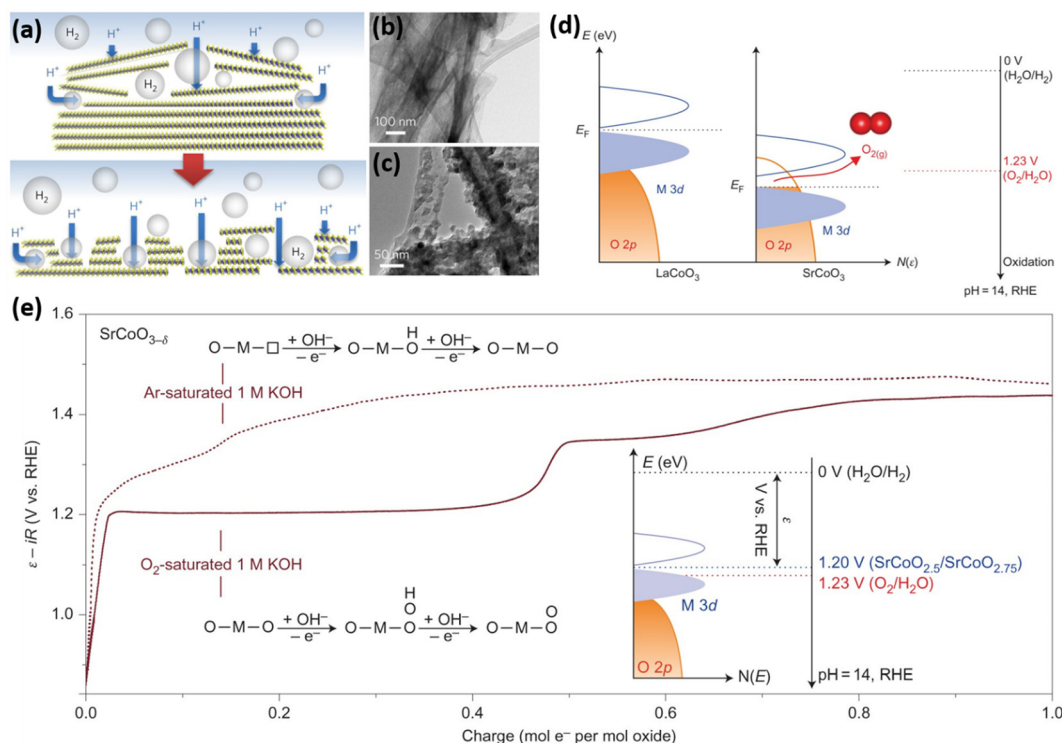 (a)
H₂
H⁺
H⁺
H⁺
H⁺
H₂
H⁺
H₂
H⁺
H⁺
H⁺
H⁺
H⁺
H⁺
H₂
H⁺
(b)
100 nm
(c)
50 nm
(d)
E (eV)
E_F
M 3d
O 2p
LaCoO₃
O₂(g)
E_F
M 3d
O 2p
SrCoO₃
N(ε)
0 V
(H₂O/H₂)
1.23 V
(O₂/H₂O)
Oxidation
pH = 14, RHE
(e)
1.6
1.4
1.2
1.0
ε – iR (V vs. RHE)
SrCoO₃₋δ
H
O–M–□ + OH⁻ – e⁻ O–M–O + OH⁻ – e⁻ O–M–O
Ar-saturated 1 M KOH
O₂-saturated 1 M KOH
H
O O
O–M–O + OH⁻ – e⁻ O–M–O + OH⁻ – e⁻ O–M–O
E (eV)
0 V (H₂O/H₂)
V vs. RHE
ε
1.20 V (SrCoO₂.₅/SrCoO₂.₇₅)
1.23 V (O₂/H₂O)
M 3d
O 2p
N(E)
pH = 14, RHE
0.0 0.2 0.4 0.6 0.8 1.0
Charge (mol e⁻ per mol oxide)